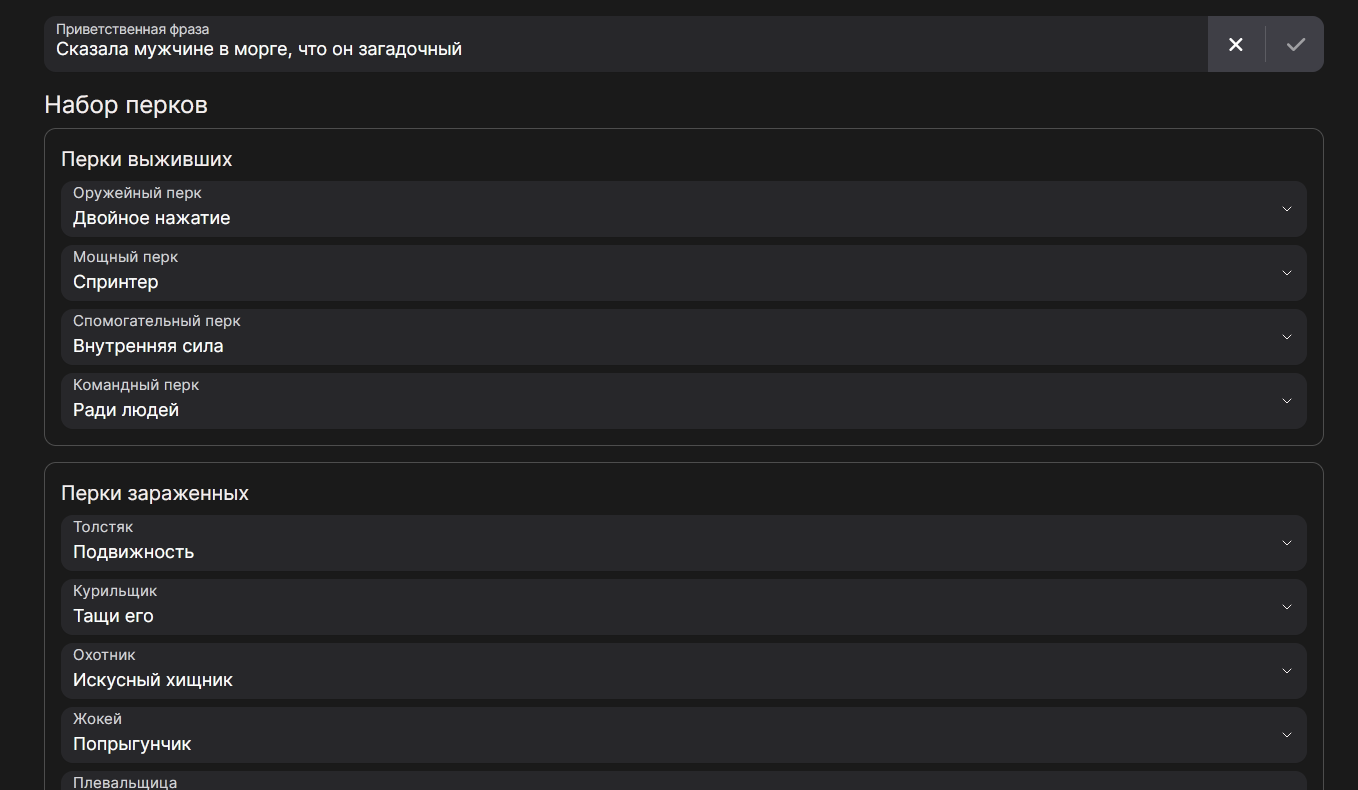 Приветственная фраза
Сказала мужчине в морге, что он загадочный
Набор перков
Перки выживших
Оружейный перк
Двойное нажатие
Мощный перк
Спринтер
Спомогательный перк
Внутренняя сила
Командный перк
Ради людей
Перки зараженных
Толстяк
Подвижность
Курильщик
Тащи его
Охотник
Искусный хищник
Жокей
Попрыгунчик
Плевальщица